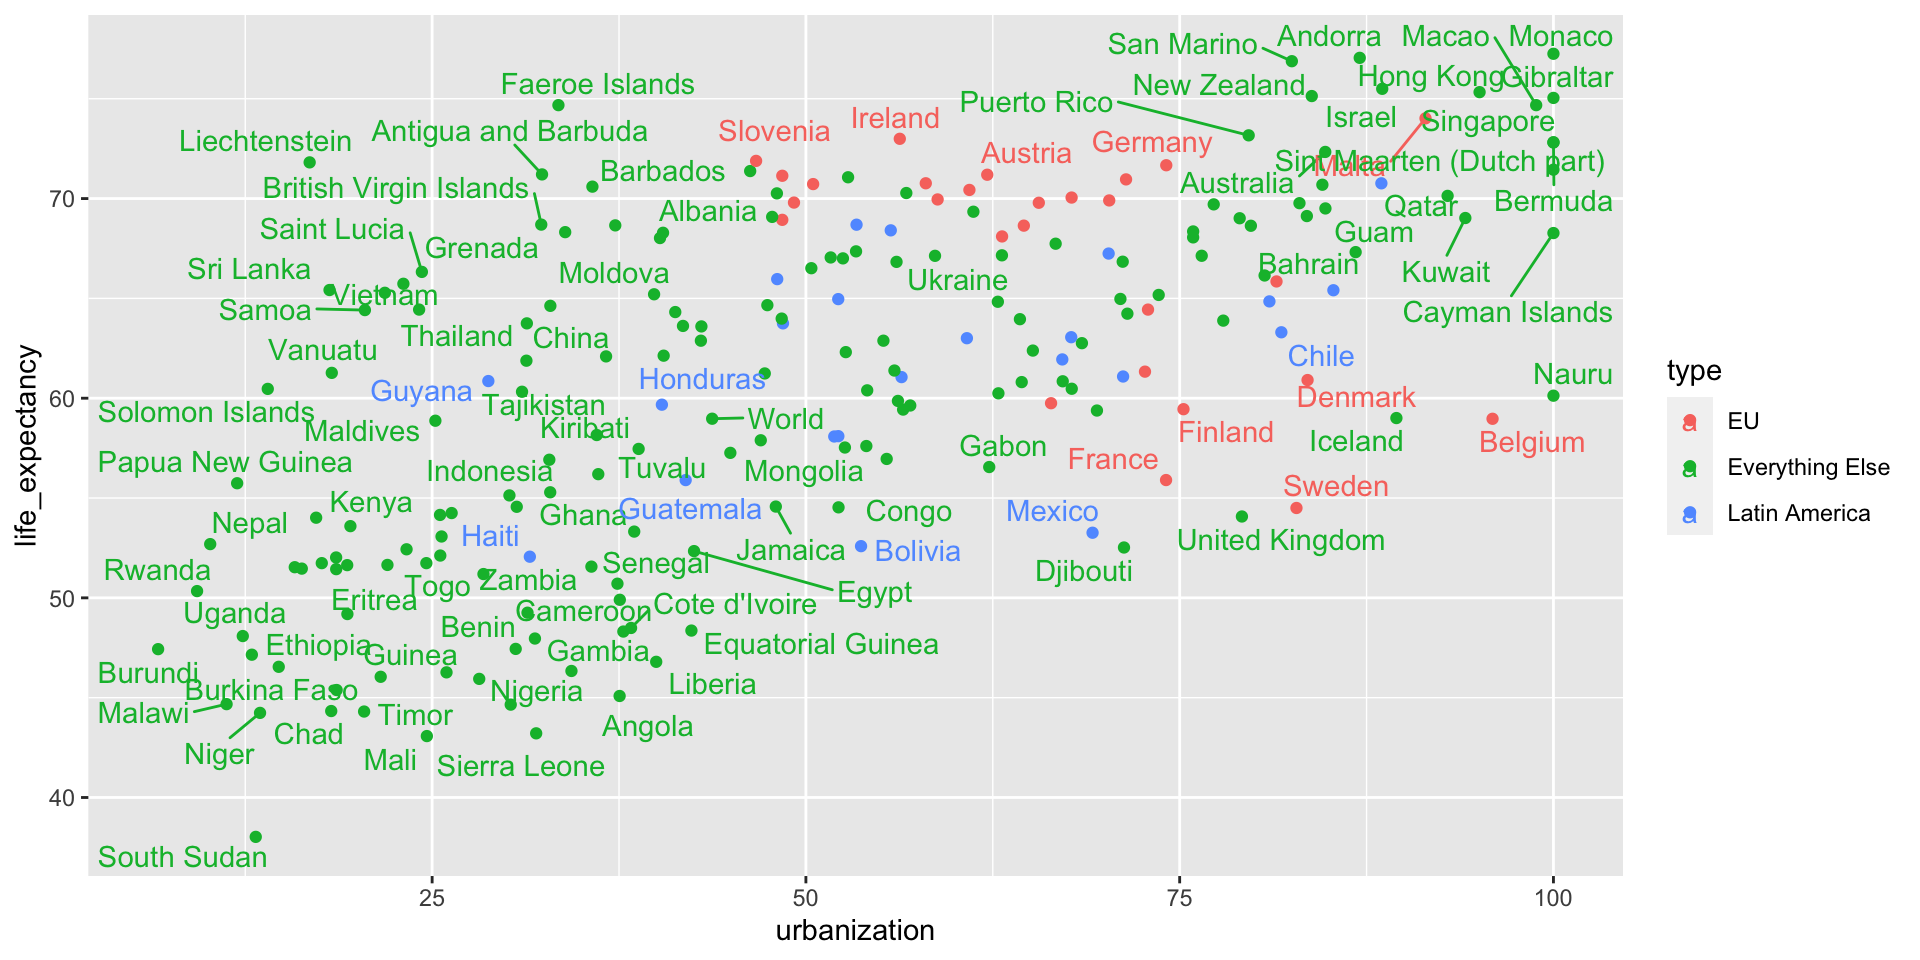 San Marino
Andorra
Macao
Monaco
Faeroe Islands
New Zealand
Hong Kong
Gibraltar
Puerto Rico
Liechtenstein
Antigua and Barbuda
Slovenia
Ireland
Israel
Singapore
Austria
Germany
Sint Maarten (Dutch part)
Malta
Barbados
British Virgin Islands
Australia
Albania
Qatar
Bermuda
Saint Lucia
Grenada
Guam
Sri Lanka
Moldova
Ukraine
Bahrain
Kuwait
Vietnam
Samoa
Cayman Islands
Thailand
China
Vanuatu
Chile
Guyana
Honduras
Nauru
Solomon Islands
Tajikistan
Denmark
Maldives
Kiribati
World
Finland
Iceland
Belgium
Papua New Guinea
Indonesia
Tuvalu
Mongolia
Gabon
France
Kenya
Sweden
Nepal
Ghana
Guatemala
Congo
Mexico
Haiti
Jamaica
Bolivia
United Kingdom
Rwanda
Togo
Zambia
Senegal
Djibouti
Egypt
Uganda
Eritrea
Cameroon
Cote d'Ivoire
Benin
Ethiopia
Guinea
Gambia
Equatorial Guinea
Burundi
Burkina Faso
Nigeria
Liberia
Malawi
Timor
Chad
Angola
Niger
Mali
Sierra Leone
South Sudan
70
60
50
40
life_expectancy
25
50
75
100
urbanization
type
a EU
a Everything Else
a Latin America